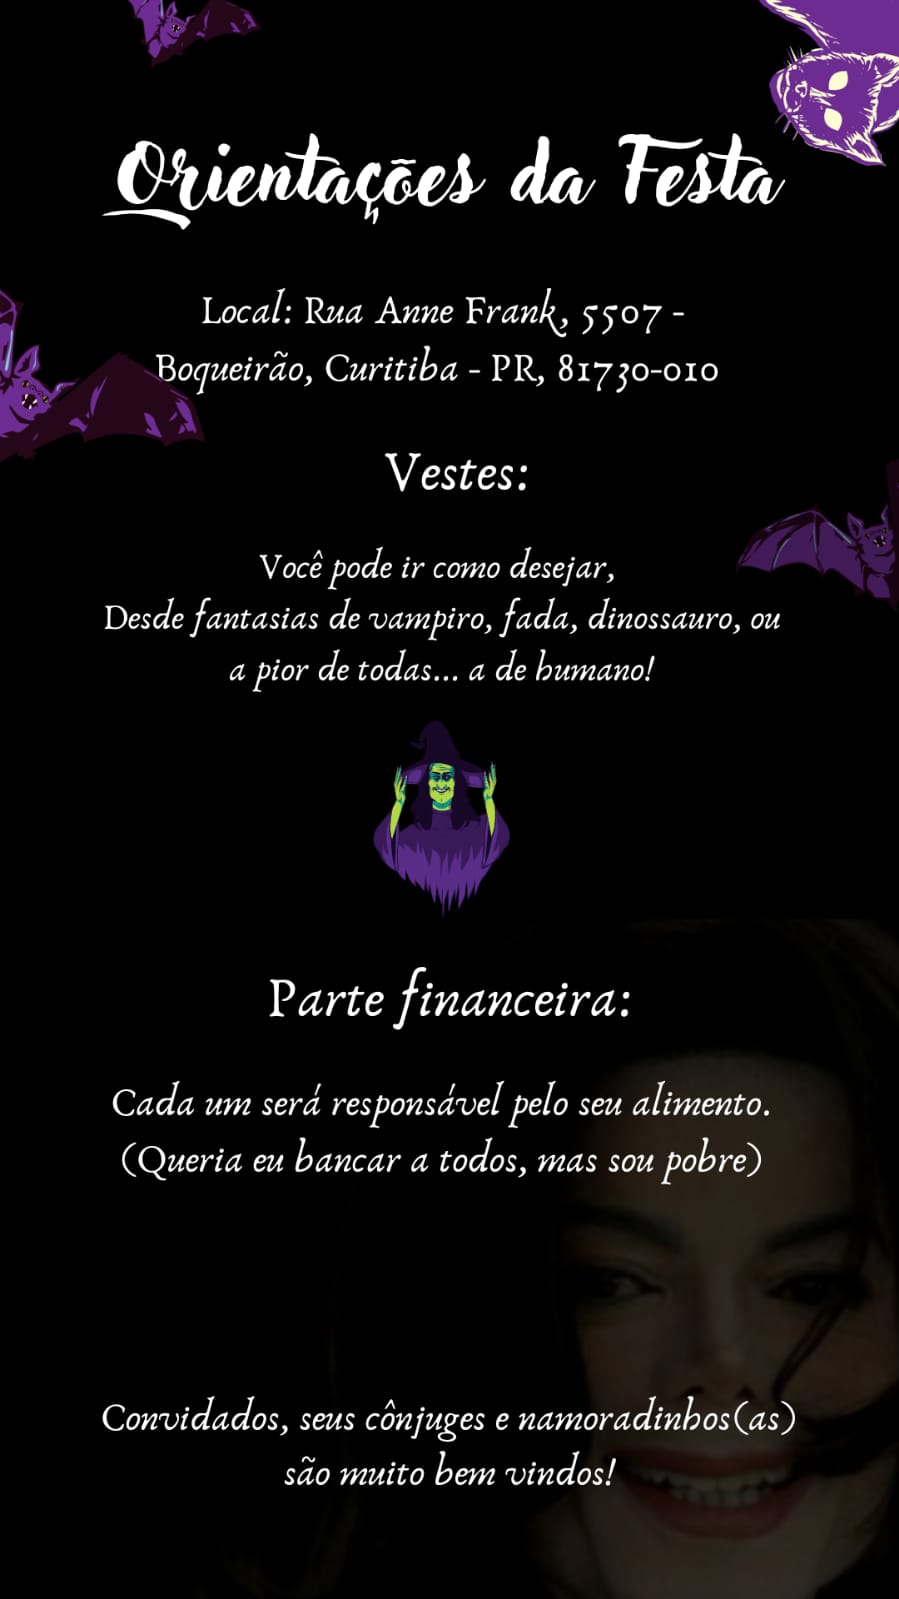 Orientações da Festa
Local: Rua Anne Frank, 5507 -
Boqueirão, Curitiba - PR, 81730-010
Vestes:
Você pode ir como desejar,
Desde fantasias de vampiro, fada, dinossauro, ou
a pior de todas... a de humano!
Parte financeira:
Cada um será responsável pelo seu alimento.
(Queria eu bancar a todos, mas sou pobre)
Convidados, seus cônjuges e namoradinhos(as)
são muito bem vindos!